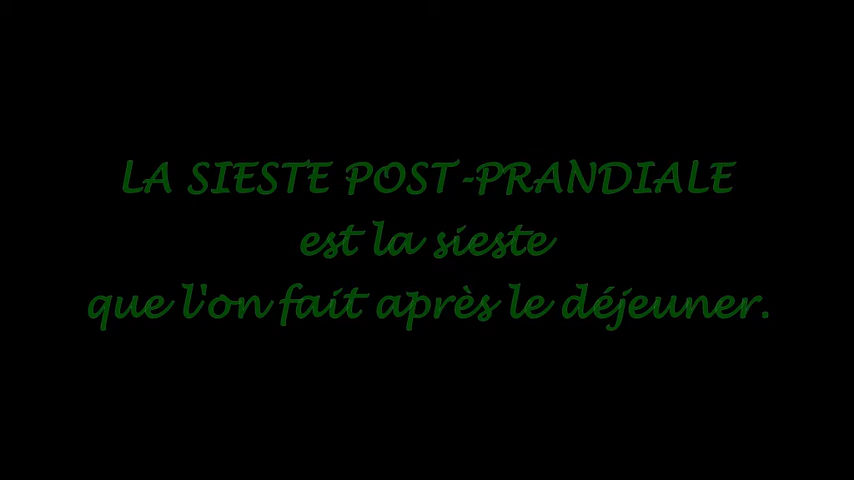 LA SIESTE POST-PRANDIALE
est la sieste
que l'on fait après le déjeuner.